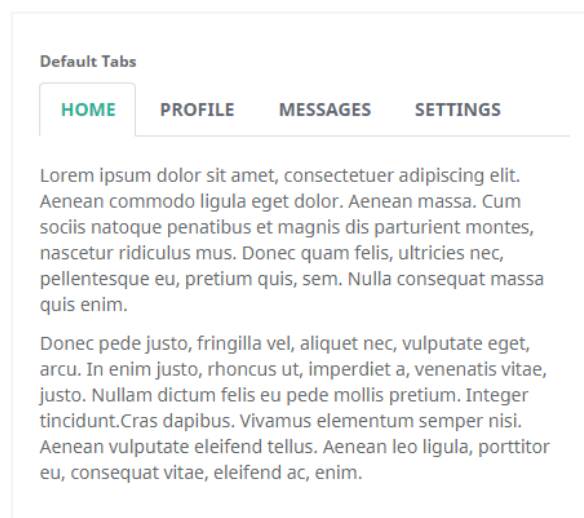 Default Tabs
HOME PROFILE MESSAGES SETTINGS
Lorem ipsum dolor sit amet, consectetuer adipiscing elit.
Aenean commodo ligula eget dolor. Aenean massa. Cum
sociis natoque penatibus et magnis dis parturient montes,
nascetur ridiculus mus. Donec quam felis, ultricies nec,
pellentesque eu, pretium quis, sem. Nulla consequat massa
quis enim.
Donec pede justo, fringilla vel, aliquet nec, vulputate eget,
arcu. In enim justo, rhoncus ut, imperdiet a, venenatis vitae,
justo. Nullam dictum felis eu pede mollis pretium. Integer
tincidunt.Cras dapibus. Vivamus elementum semper nisi.
Aenean vulputate eleifend tellus. Aenean leo ligula, porttitor
eu, consequat vitae, eleifend ac, enim.